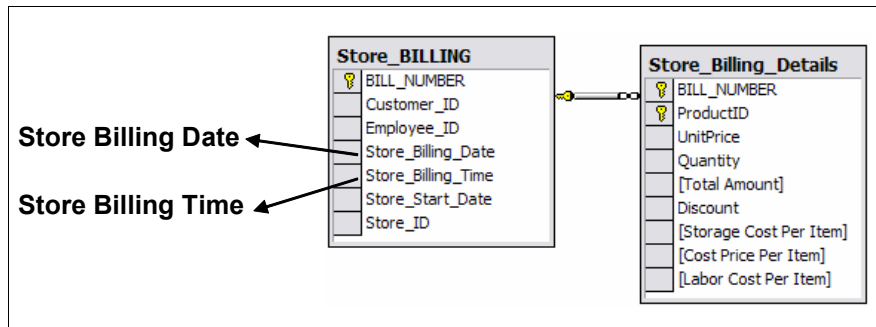 Store Billing Date
Store Billing Time
Store_BILLING
BILL_NUMBER
Customer_ID
Employee_ID
Store_Billing_Date
Store_Billing_Time
Store_Start_Date
Store_ID
Store_Billing_Details
BILL_NUMBER
ProductID
UnitPrice
Quantity
[Total Amount]
Discount
[Storage Cost Per Item]
[Cost Price Per Item]
[Labor Cost Per Item]